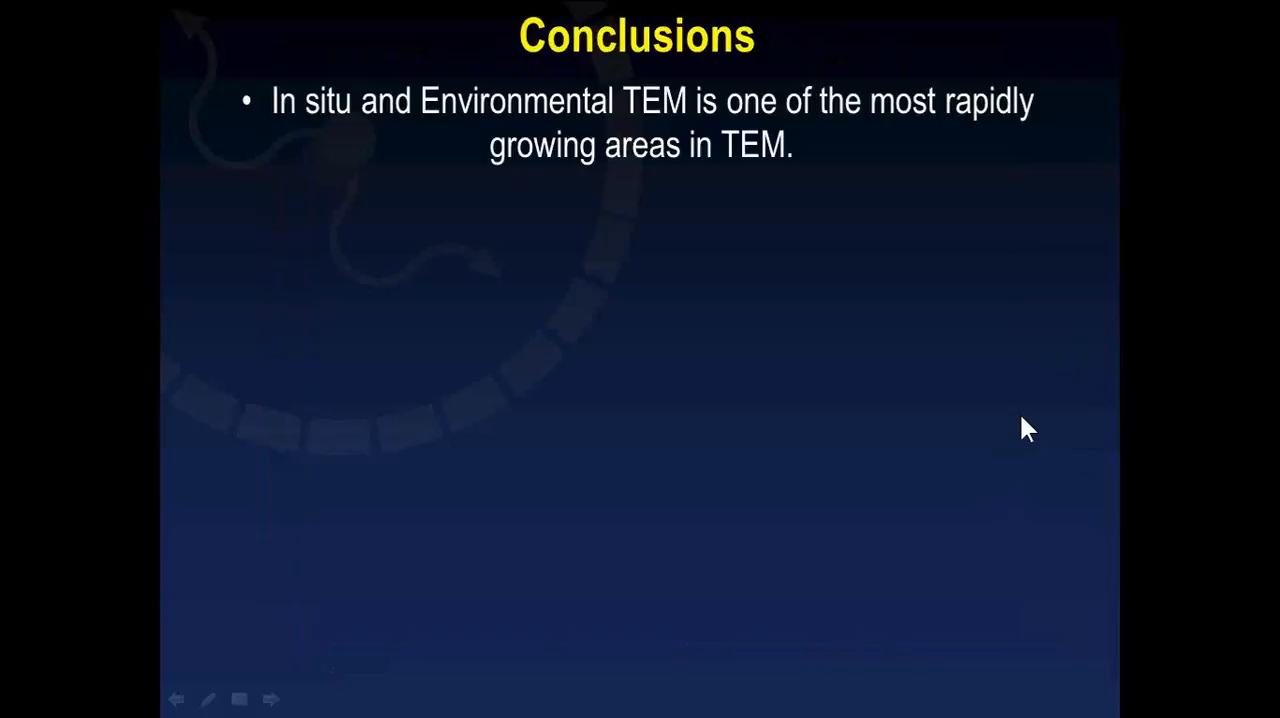 Conclusions
• In situ and Environmental TEM is one of the most rapidly
growing areas in TEM.